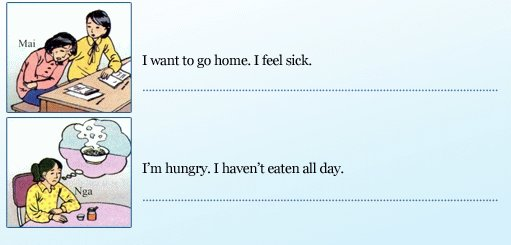 Mai
I want to go home. I feel sick.
Nga
I'm hungry. I haven't eaten all day.